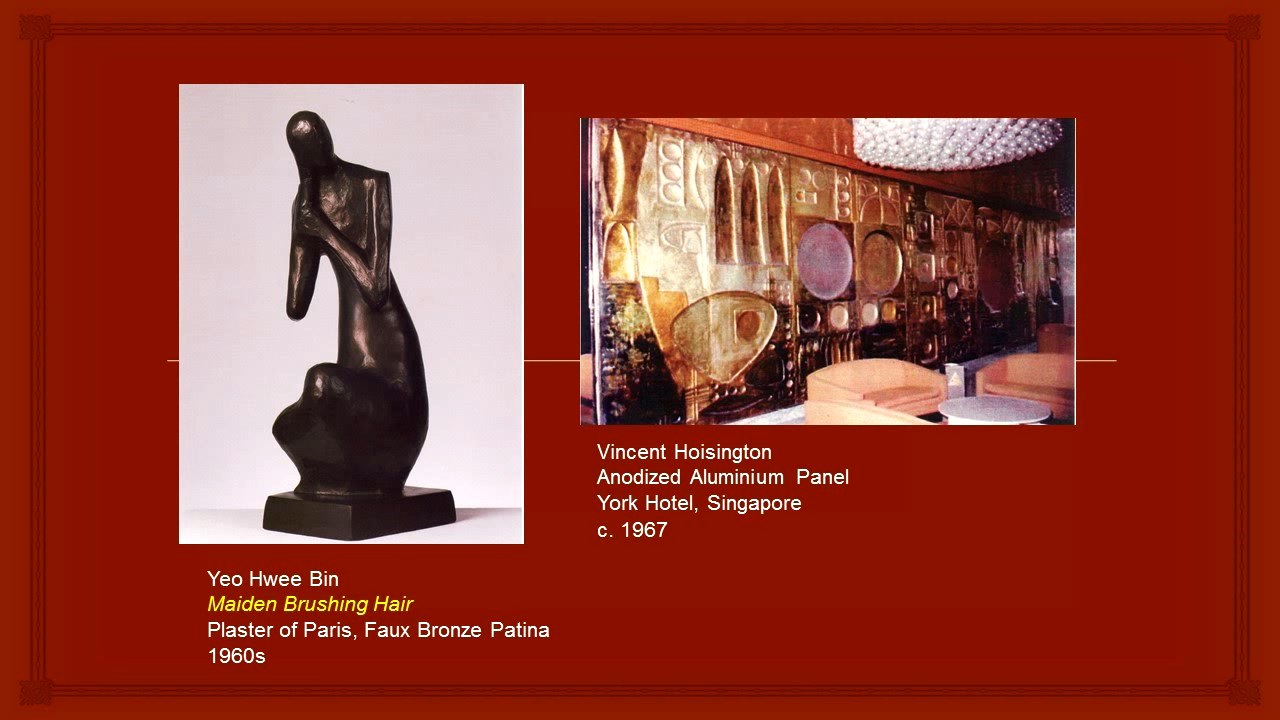 Vincent Hoisington
Anodized Aluminium Panel
York Hotel, Singapore
c. 1967
Yeo Hwee Bin
Maiden Brushing Hair
Plaster of Paris, Faux Bronze Patina
1960s